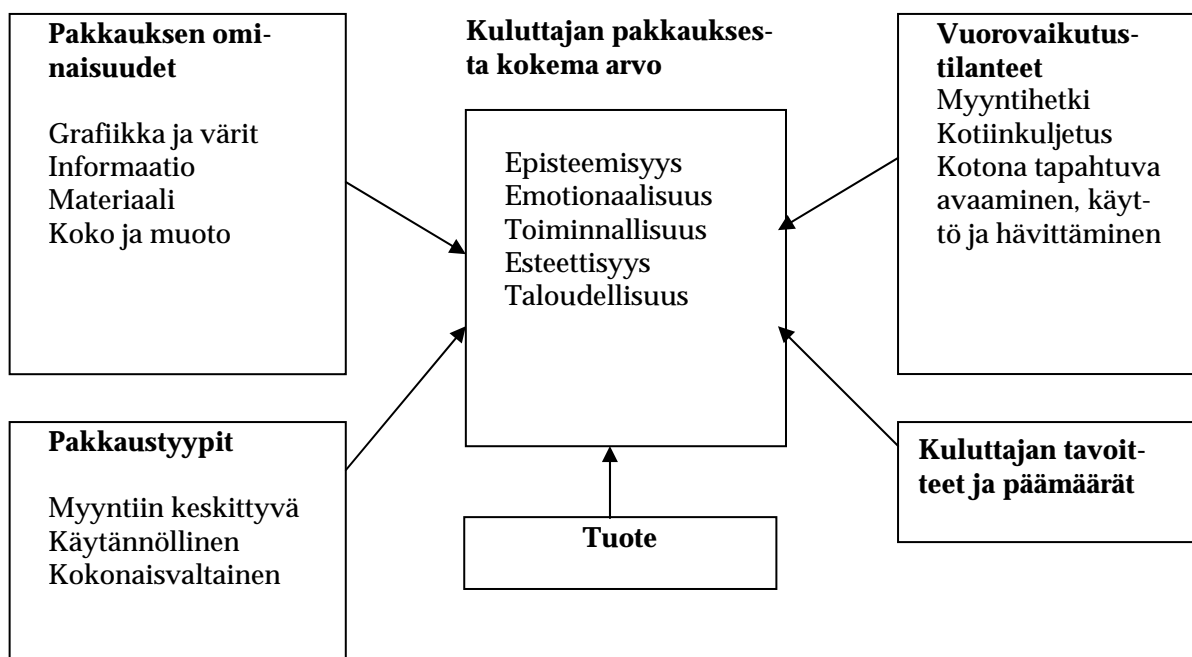 Pakkauksen omi-
naisuudet
Grafiikka ja värit
Informaatio
Materiaali
Koko ja muoto
Pakkaustyypit
Myyntiin keskittyvä
Käytännöllinen
Kokonaisvaltainen
Kuluttajan pakkaukses-
ta kokema arvo
Episteemisyys
Emotionaalisuus
Toiminnallisuus
Esteettisyys
Taloudellisuus
Tuote
Vuorovaikutus-
tilanteet
Myyntihetki
Kotiinkuljetus
Kotona tapahtuva
avaaminen, käyt-
tö ja hävittäminen
Kuluttajan tavoit-
teet ja päämäärät